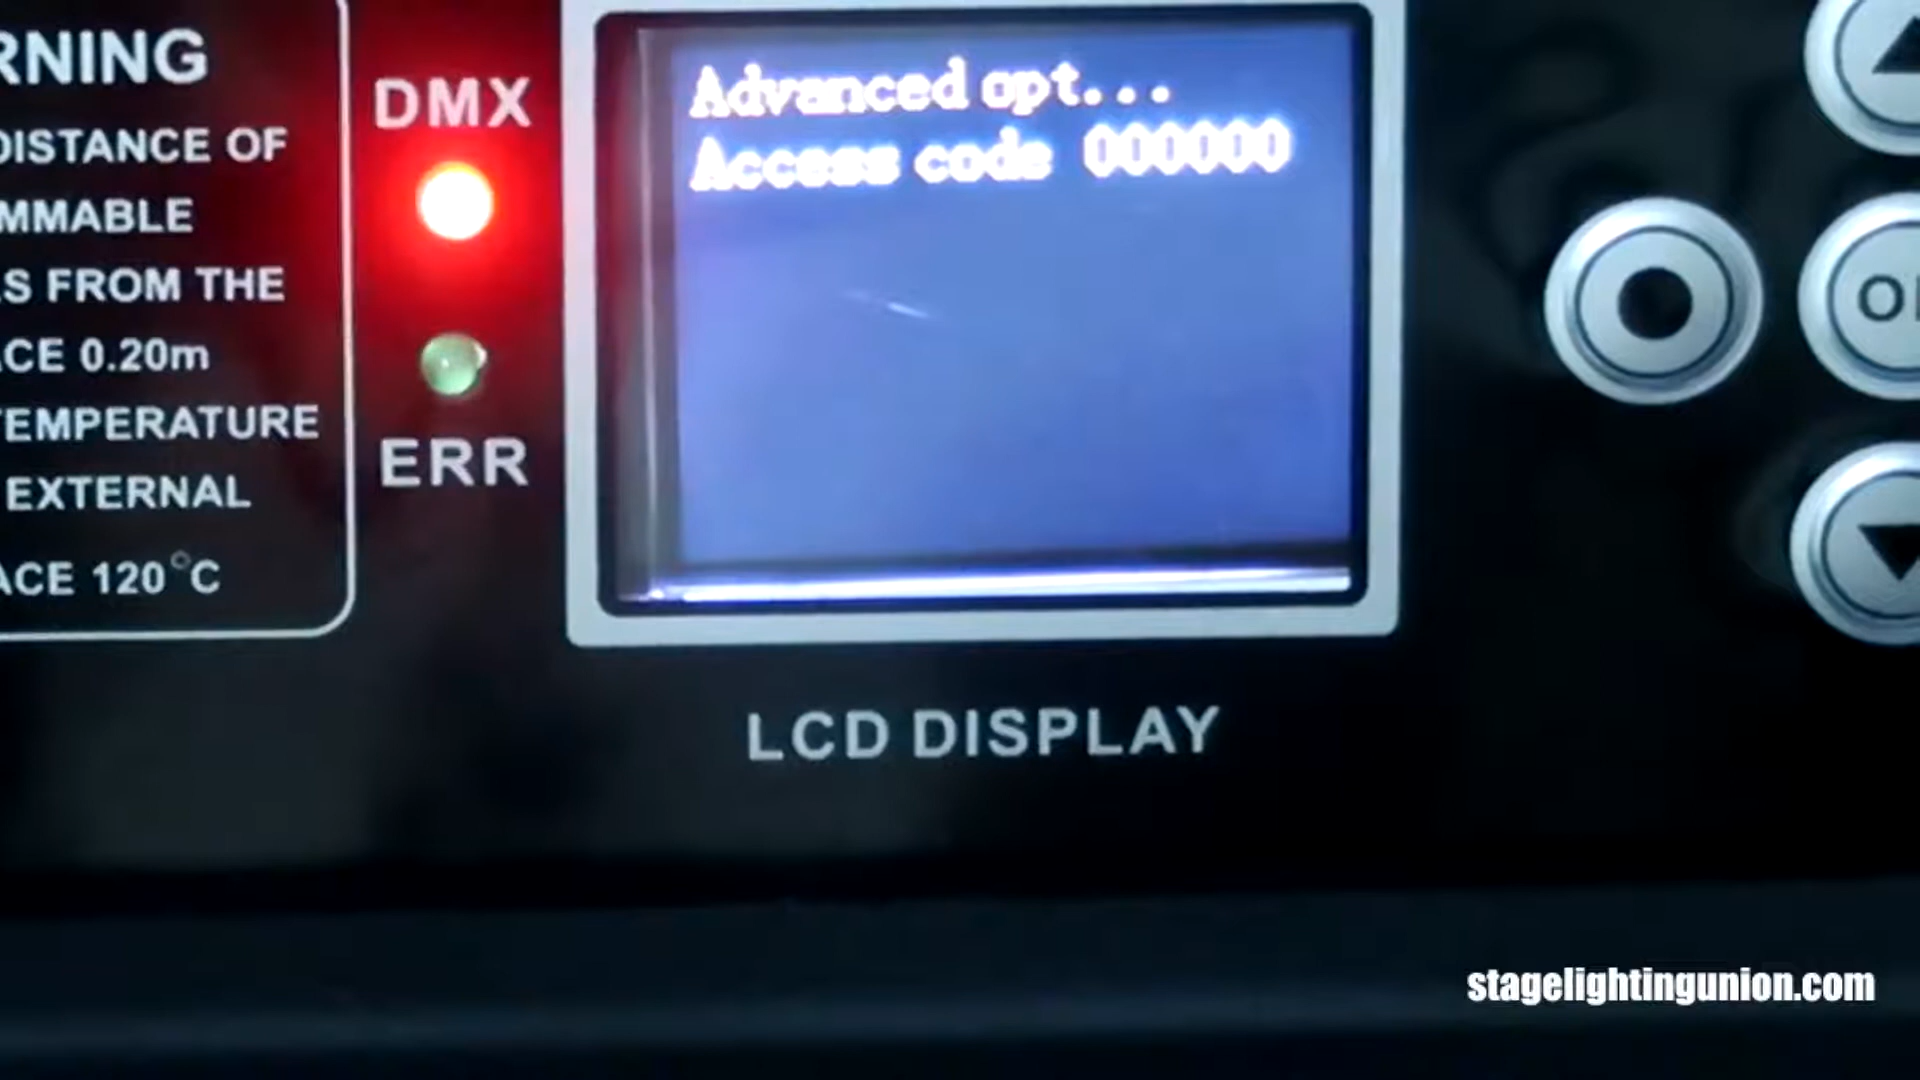 RNING
DISTANCE OF
MMABLE
S FROM THE
CE 0.20m
TEMPERATURE
EXTERNAL
ACE 120°C
DMX
ERR
Advanced opt...
Access code 000000
LCD DISPLAY
stagelightingunion.com